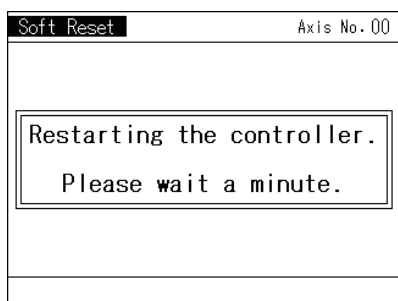 Soft Reset Axis No.00
Restarting the controller.
Please wait a minute.